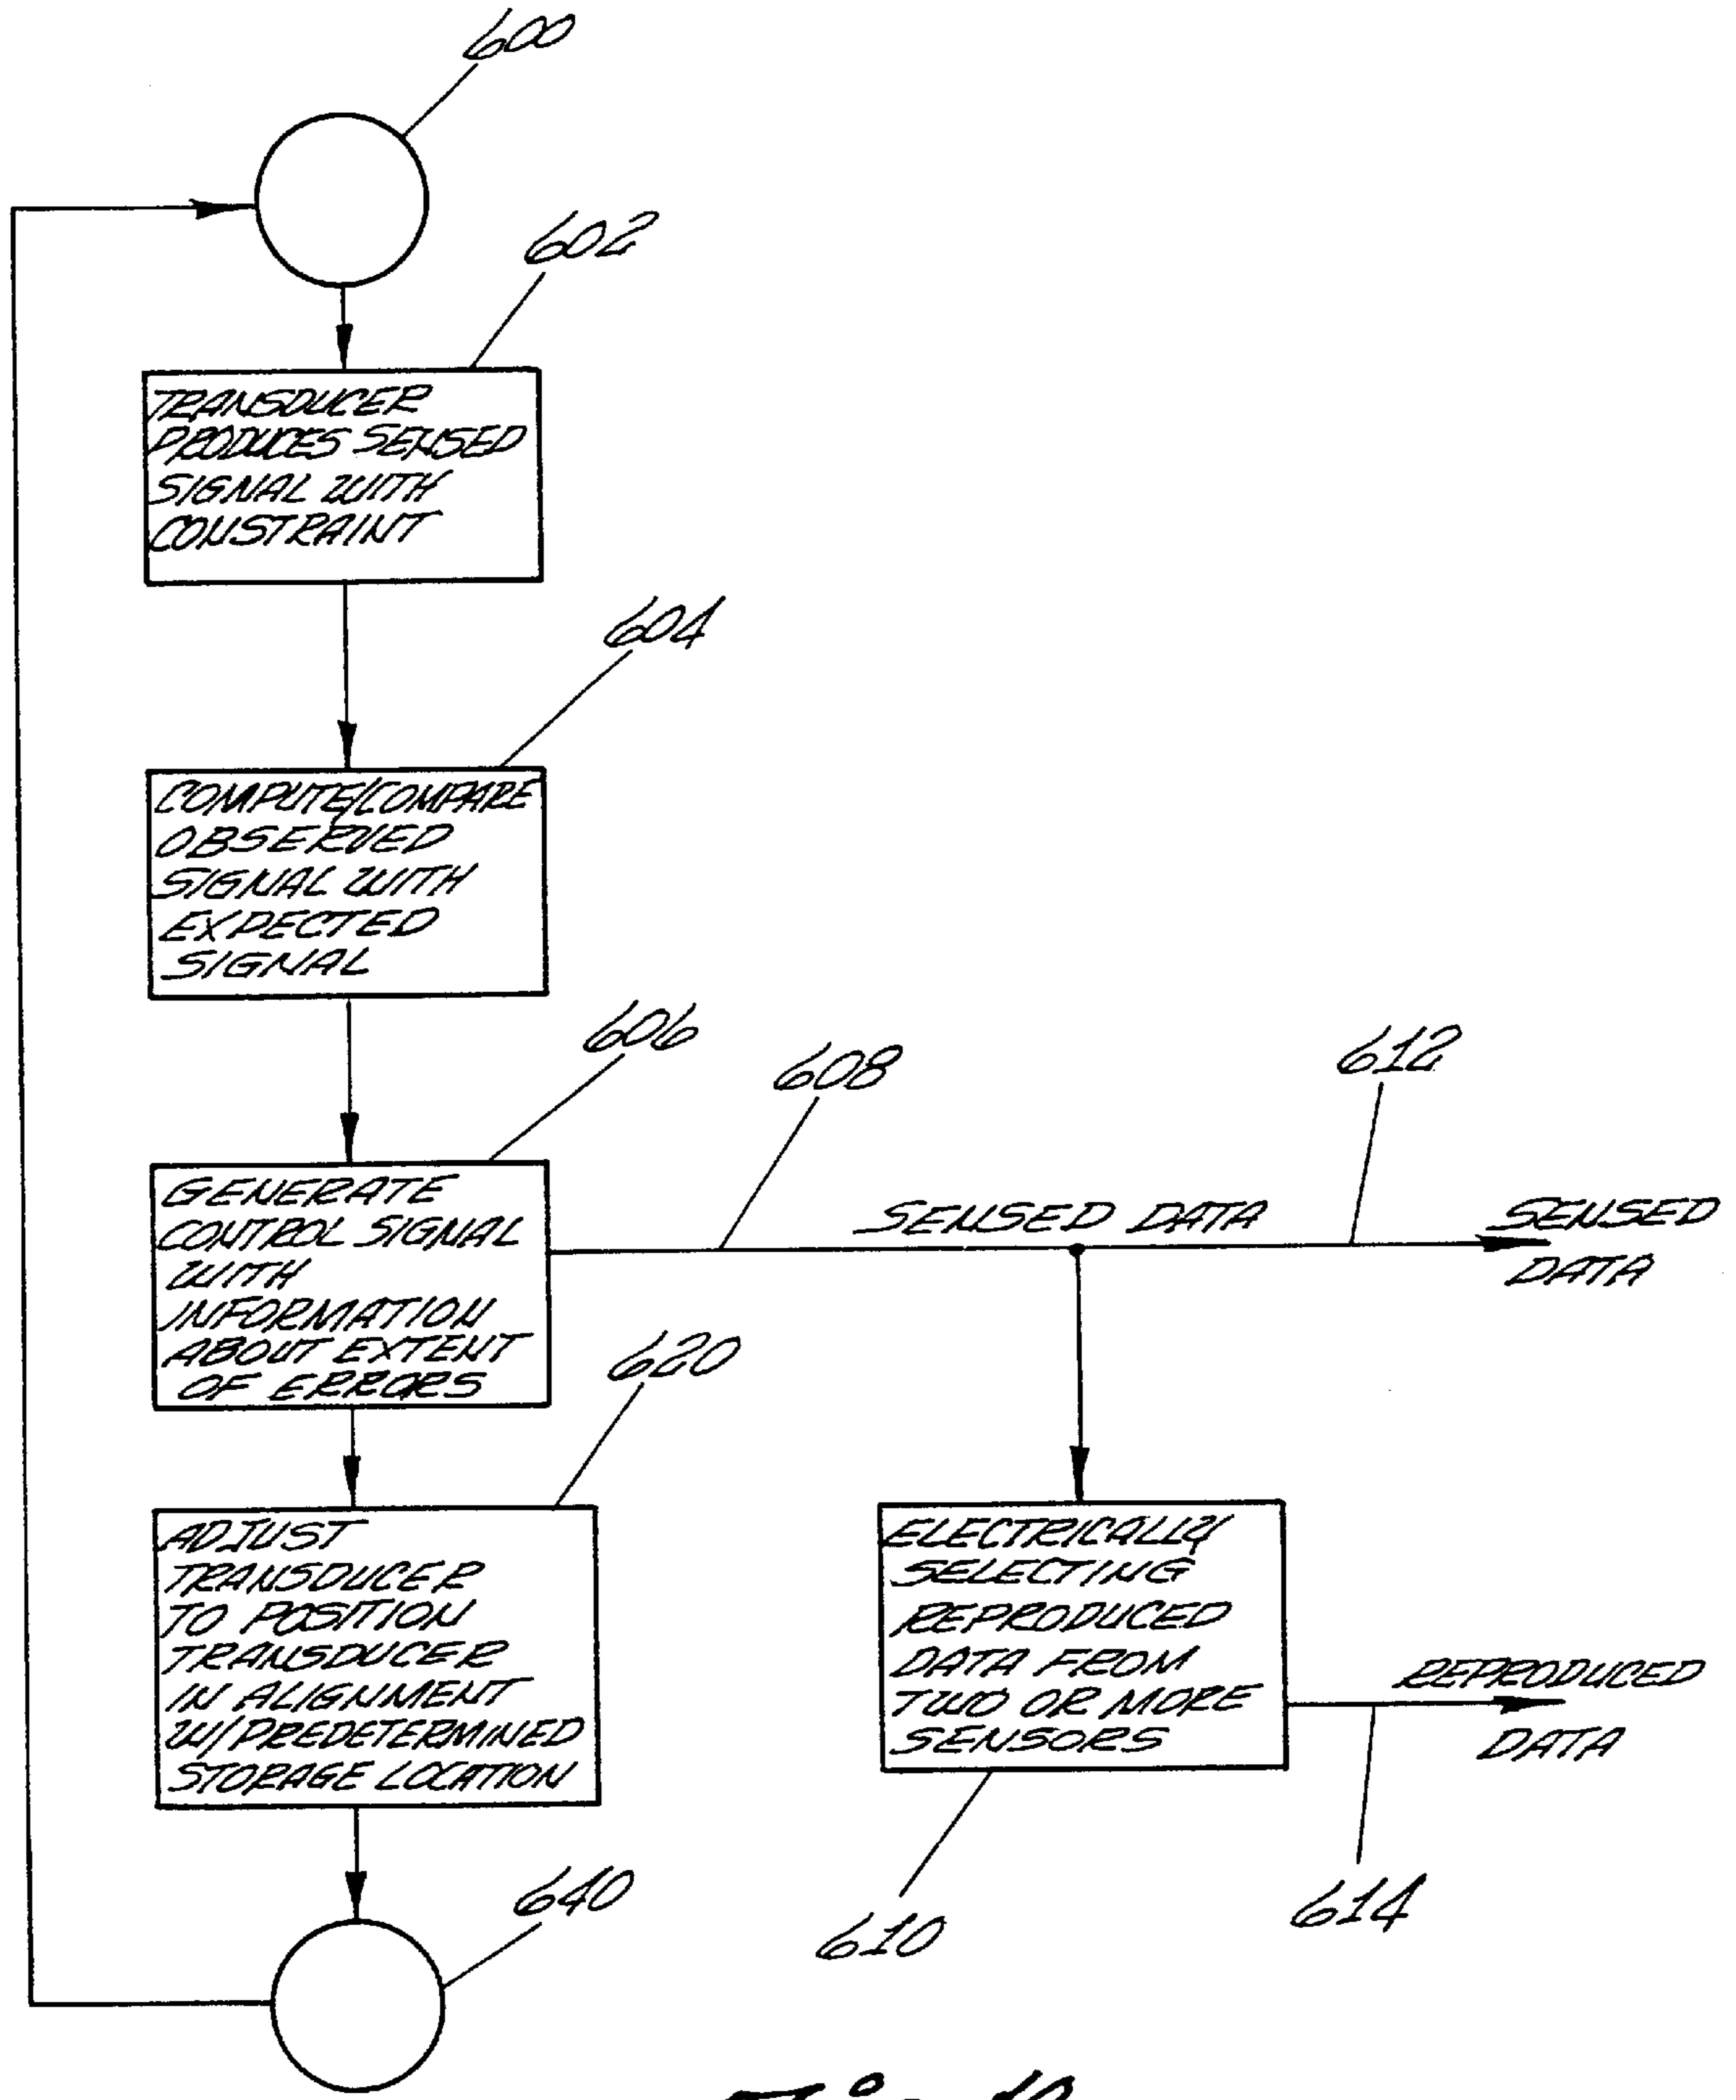 600
602
TRANSDUCER
PRODUCES SENSED
SIGNAL WITH
CONSTRAINT
604
COMPUTE/COMPARE
OBSERVED
SIGNAL WITH
EXPECTED
SIGNAL
606
GENERATE
CONTROL SIGNAL
WITH
INFORMATION
ABOUT EXTENT
OF ERRORS
608
SENSED DATA
612
SENSED
DATA
620
ADJUST
TRANSDUCER
TO POSITION
TRANSDUCER
IN ALIGNMENT
W/PREDETERMINED
STORAGE LOCATION
ELECTRICALLY
SELECTING
REPRODUCED
DATA FROM
TWO OR MORE
SENSORS
REPRODUCED
DATA
610
614
640